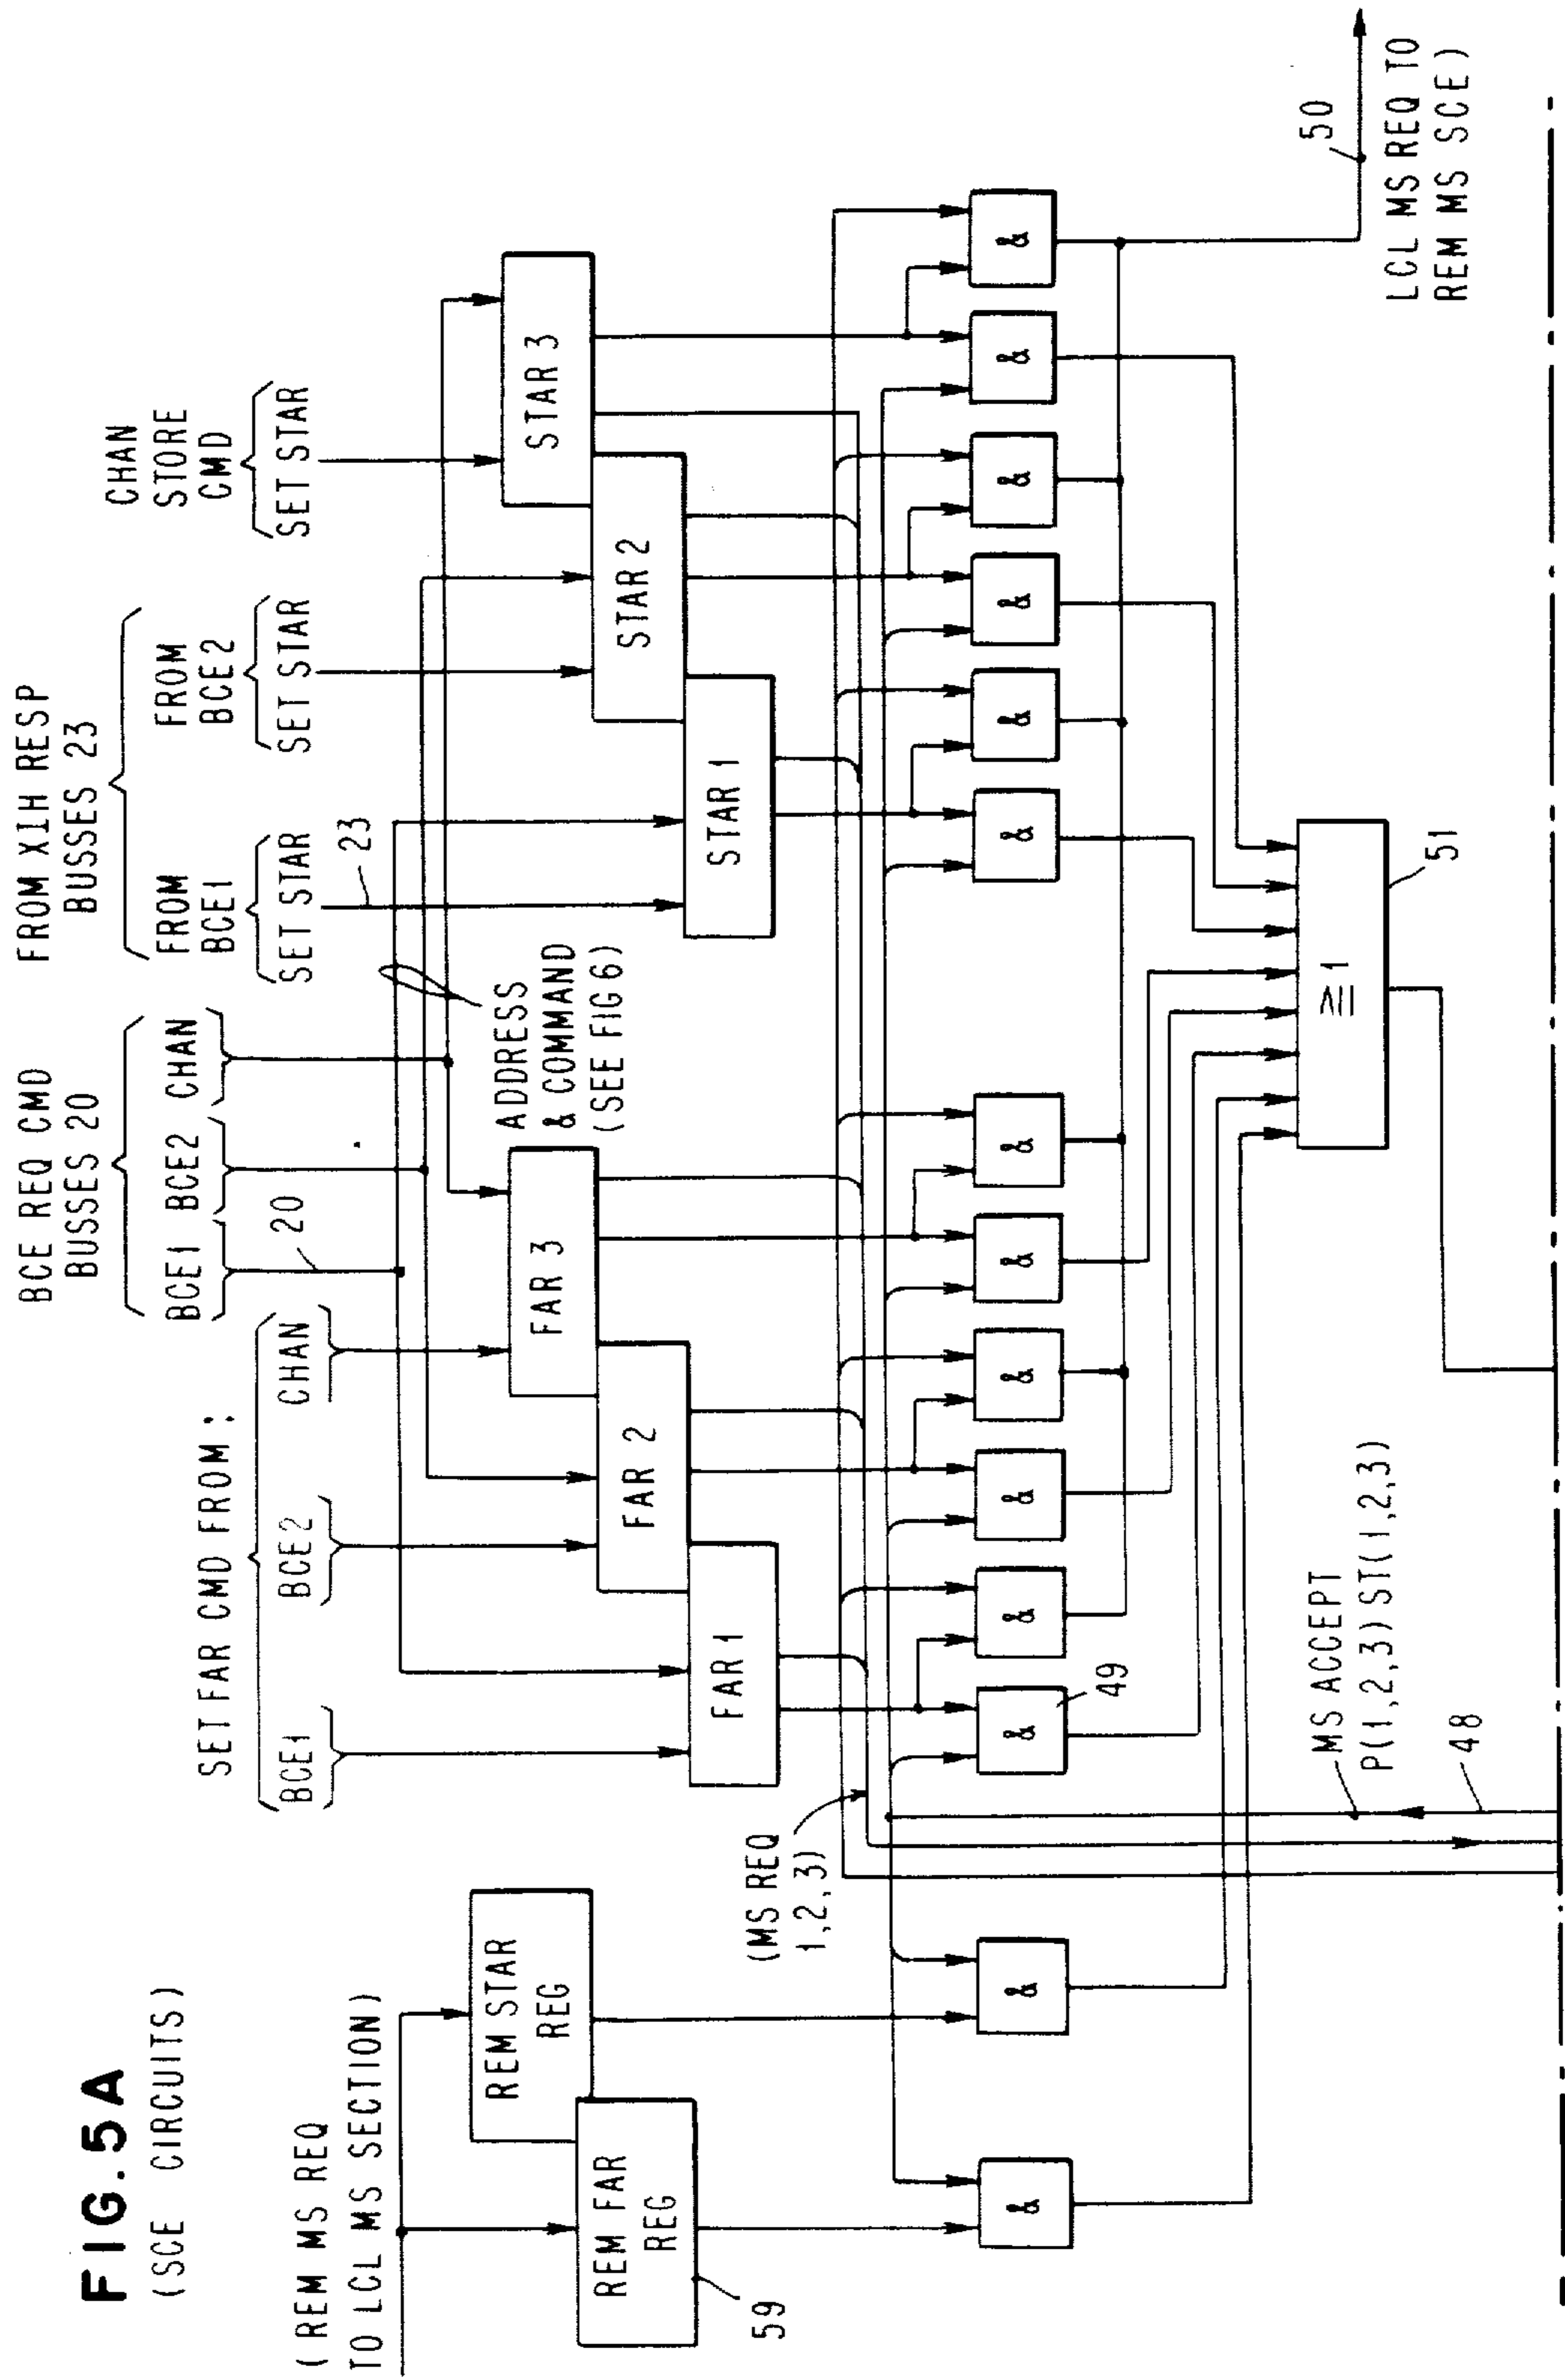 FIG. 5A
(SCE CIRCUITS)
(REM MS REQ
TO LCL MS SECTION)
REM STAR
REG
REM FAR
REG
59
SET FAR CMD FROM:
BCE1
BCE2
CHAN
BCE REQ CMD
BUSSES 20
BCE1
BCE2
CHAN
20
FROM XIH RESP
BUSSES 23
FROM
BCE1
SET STAR
FROM
BCE2
SET STAR
CHAN
STORE
CMD
SET STAR
23
FAR 1
FAR 2
FAR 3
ADDRESS
& COMMAND
(SEE FIG 6)
STAR 1
STAR 2
STAR 3
(MS REQ
1,2,3)
&
&
&
49
&
&
&
&
&
&
&
&
&
&
&
MS ACCEPT
P(1,2,3) ST(1,2,3)
48
≧1
51
50
LCL MS REQ TO
REM MS SCE)